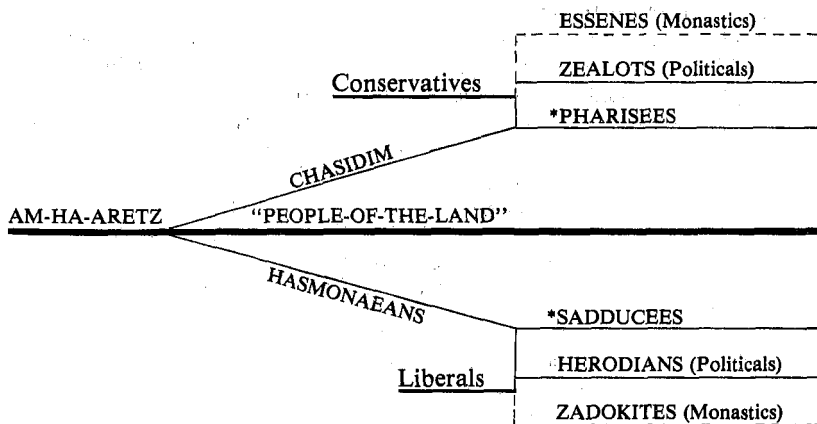 ESSENES (Monastics)
ZEALOTS (Politicals)
Conservatives
*PHARISEES
CHASIDIM
AM-HA-ARETZ "PEOPLE-OF-THE-LAND"
HASMONAEANS
*SADDUCEES
HERODIANS (Politicals)
Liberals
ZADOKITES (Monastics)